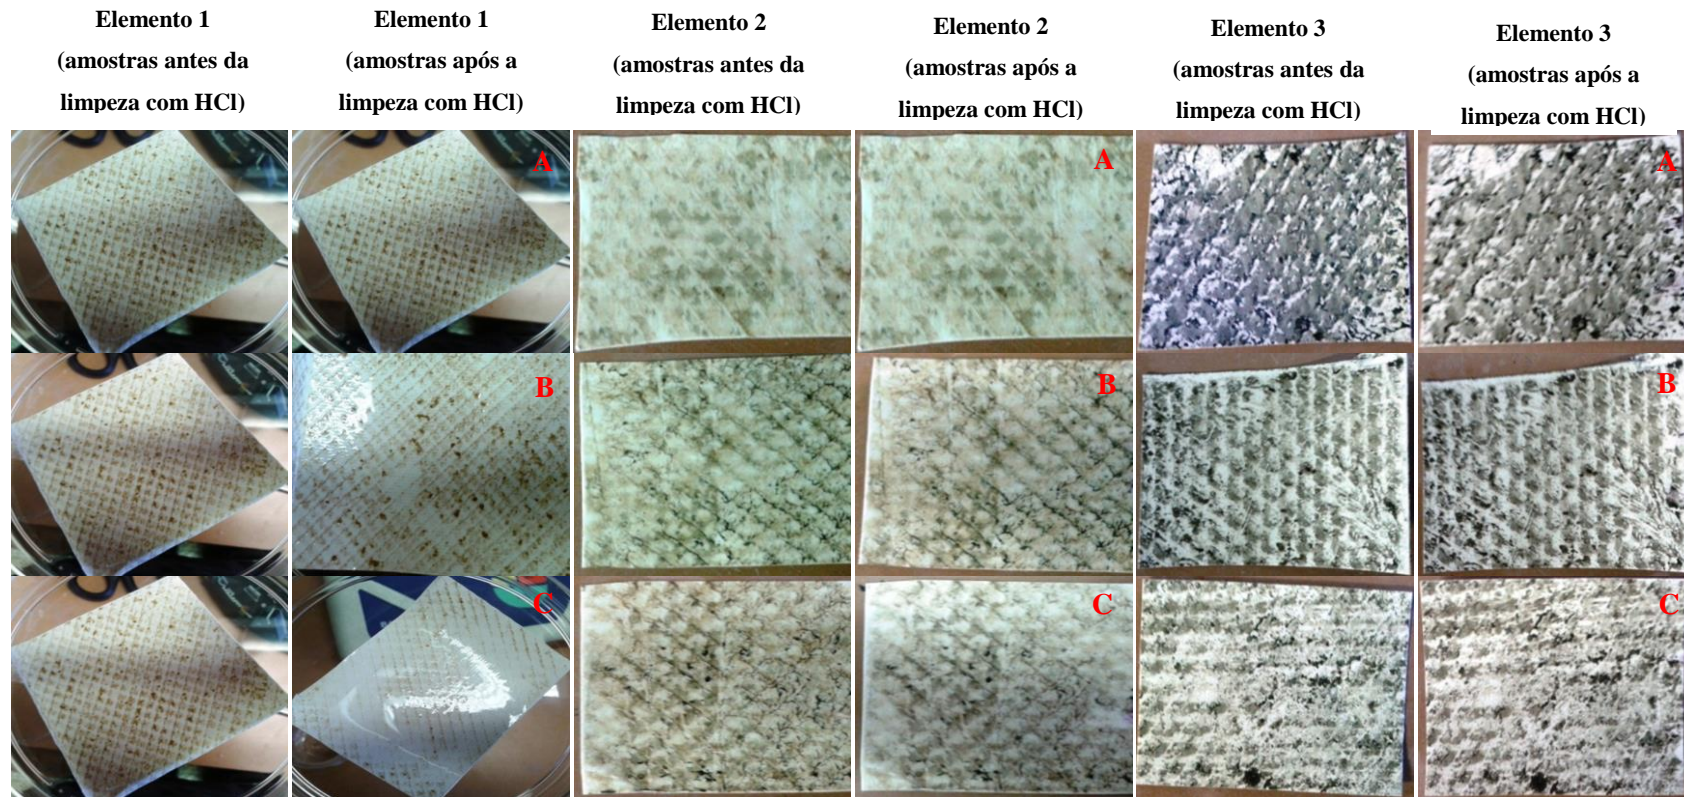 Elemento 1
(amostras antes da
limpeza com HCl)
Elemento 1
(amostras após a
limpeza com HCl)
Elemento 2
(amostras antes da
limpeza com HCl)
Elemento 2
(amostras após a
limpeza com HCl)
Elemento 3
(amostras antes da
limpeza com HCl)
Elemento 3
(amostras após a
limpeza com HCl)
A
A
A
B
B
B
C
C
C